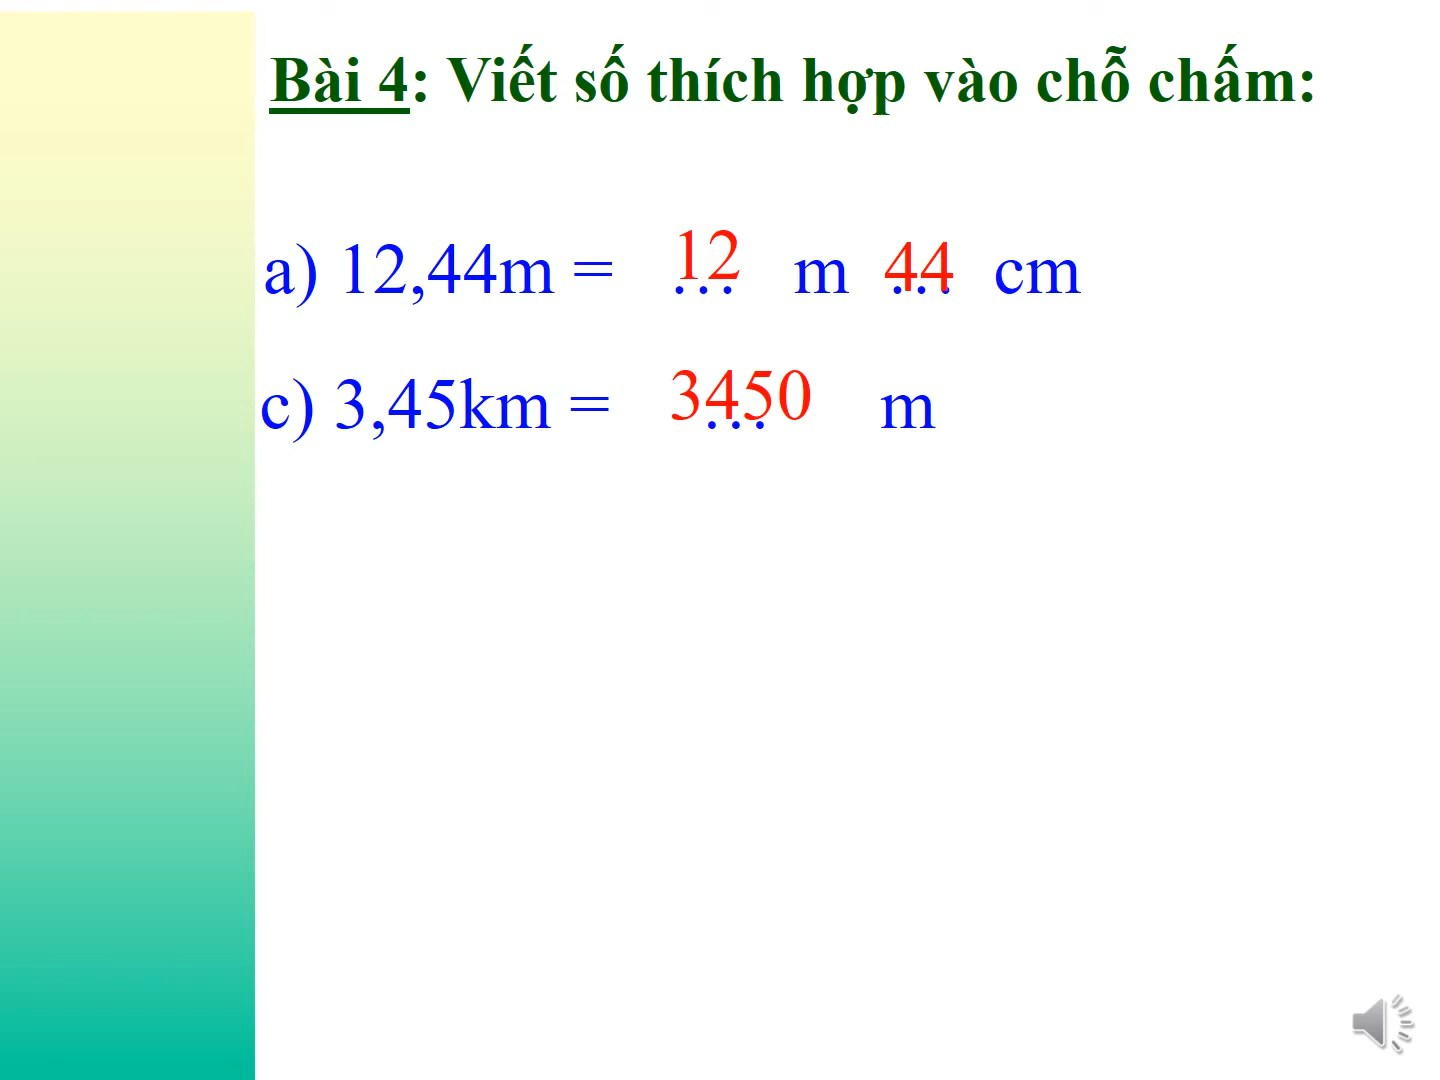 Bài 4: Viết số thích hợp vào chỗ chấm:
a) 12,44m = 12 m 44 cm
c) 3,45km = 3450 m